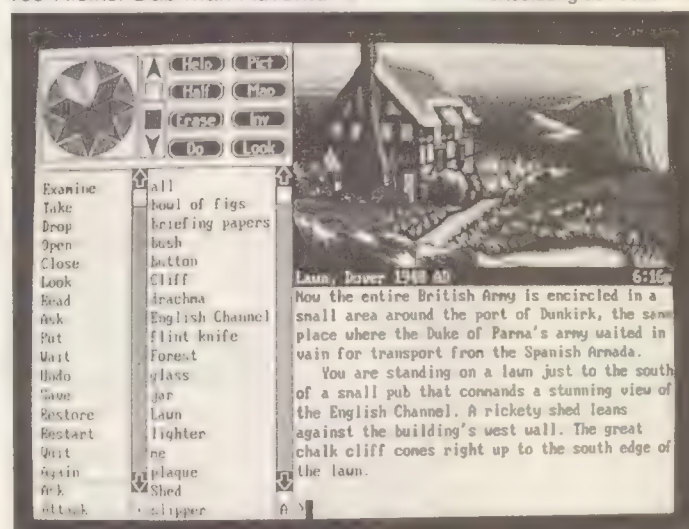 Help Pict
Half Map
Erase Inv
Do Look
Examine
Take
Drop
Open
Close
Look
Read
Ask
Put
Wait
Undo
Save
Restore
Restart
Quit
Again
Ask
attack
all
bowl of figs
briefing papers
bush
button
Cliff
drachma
English Channel
flint knife
Forest
glass
jar
Lawn
lighter
me
plaque
Shed
slipper
Lawn, Dover 1940 AD 6:16
Now the entire British Army is encircled in a
small area around the port of Dunkirk, the same
place where the Duke of Parma's army waited in
vain for transport from the Spanish Armada.
You are standing on a lawn just to the south
of a small pub that commands a stunning view of
the English Channel. A rickety shed leans
against the building's west wall. The great
chalk cliff comes right up to the south edge of
the lawn.
A >